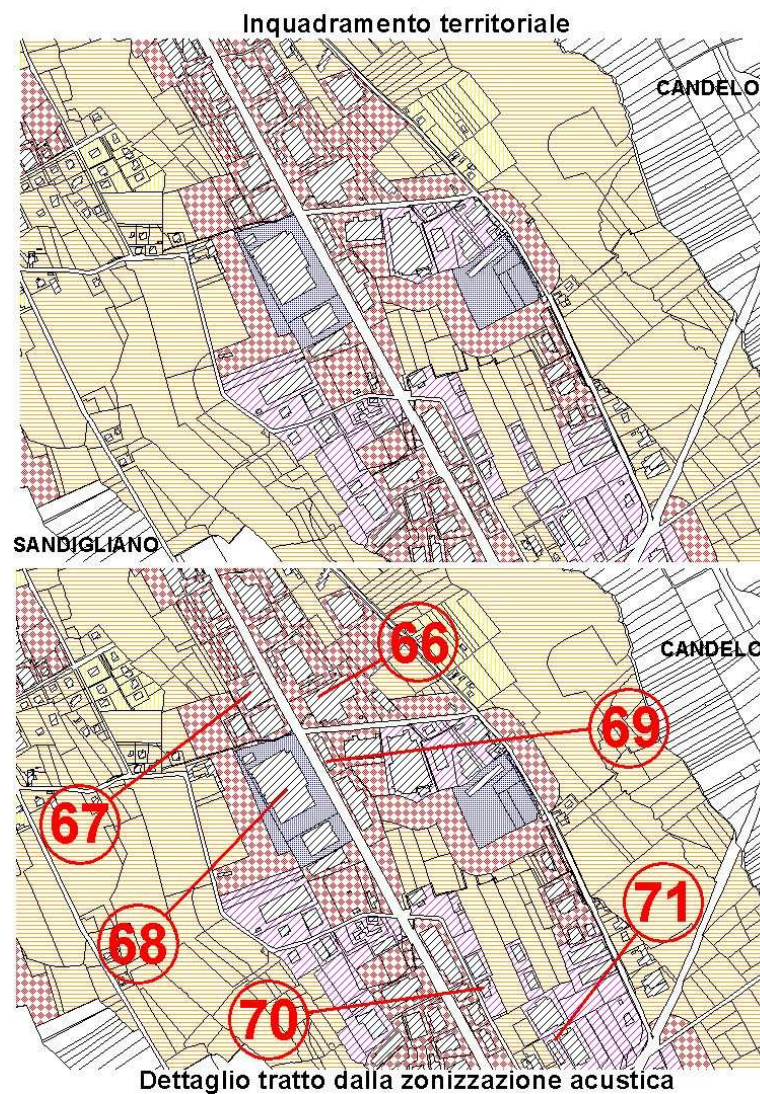 Inquadramento territoriale
CANDELO
SANDIGLIANO
66
CANDELO
69
67
71
68
70
Dettaglio tratto dalla zonizzazione acustica